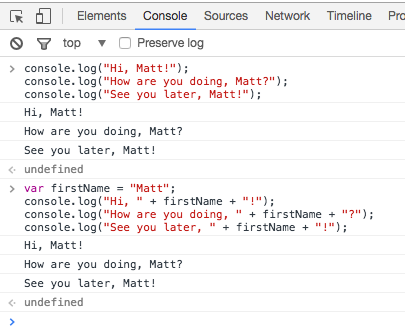 Elements Console Sources Network Timeline Pro
top ▼ Preserve log
> console.log("Hi, Matt!");
console.log("How are you doing, Matt?");
console.log("See you later, Matt!");
Hi, Matt!
How are you doing, Matt?
See you later, Matt!
undefined
> var firstName = "Matt";
console.log("Hi, " + firstName + "!");
console.log("How are you doing, " + firstName + "?");
console.log("See you later, " + firstName + "!");
Hi, Matt!
How are you doing, Matt?
See you later, Matt!
undefined
>